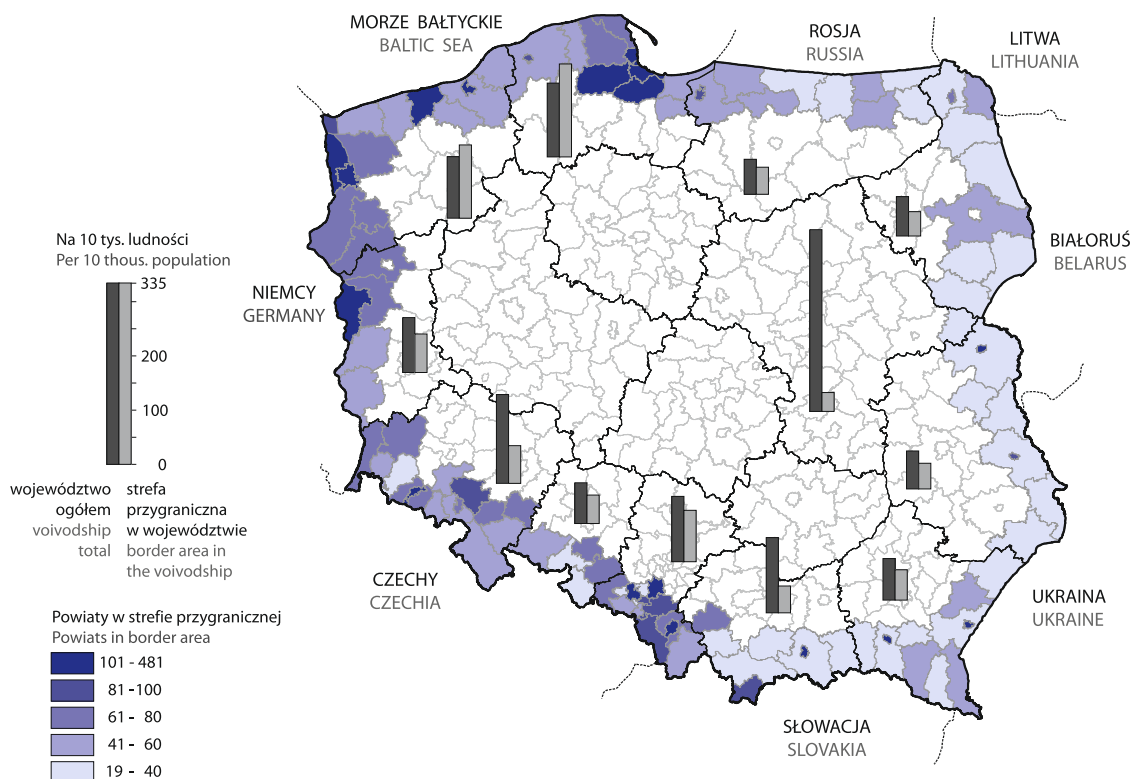 MORZE BAŁTYCKIE
BALTIC SEA
ROSJA
RUSSIA
LITWA
LITHUANIA
BIAŁORUŚ
BELARUS
NIEMCY
GERMANY
Na 10 tys. ludności
Per 10 thous. population
335
200
100
0
województwo
ogółem
voivodship
total
strefa
przygraniczna
w województwie
border area in
the voivodship
CZECHY
CZECHIA
UKRAINA
UKRAINE
SŁOWACJA
SLOVAKIA
Powiaty w strefie przygranicznej
Powiats in border area
101 - 481
81 - 100
61 - 80
41 - 60
19 - 40